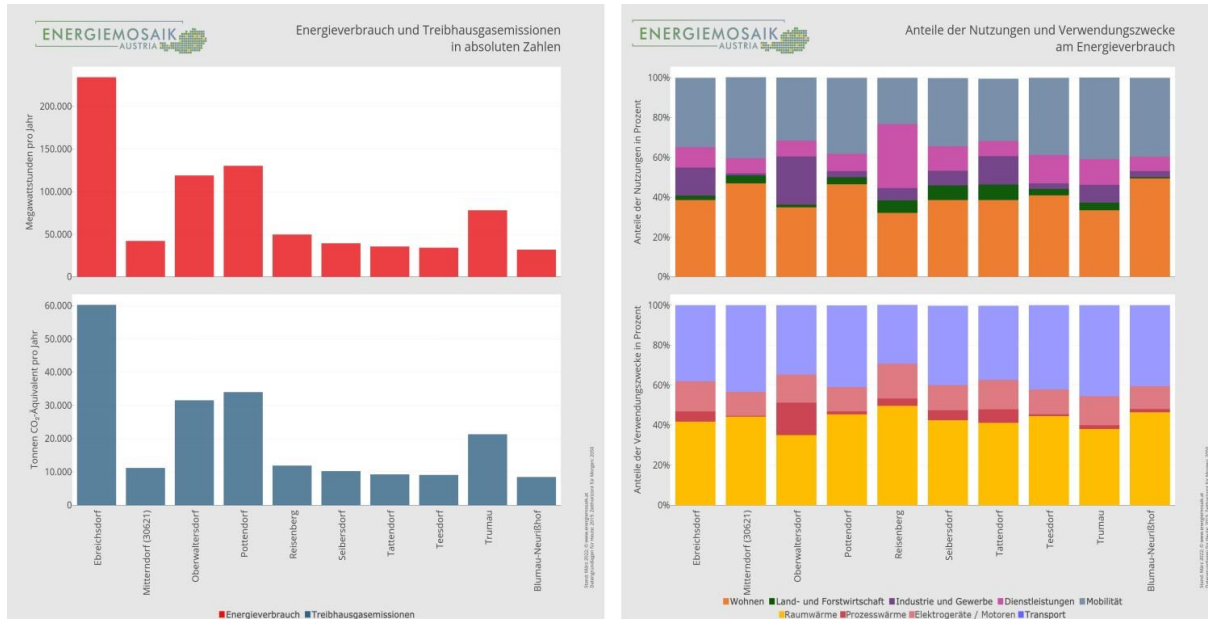 ENERGIEMOSAIK
AUSTRIA
Energieverbrauch und Treibhausgasemissionen
in absoluten Zahlen
Megawattstunden pro Jahr
200.000
150.000
100.000
50.000
0
Tonnen CO₂-Äquivalent pro Jahr
60.000
50.000
40.000
30.000
20.000
10.000
0
Ebreichsdorf
Mitterndorf (30621)
Oberwaltersdorf
Pottendorf
Reisenberg
Seibersdorf
Tattendorf
Teesdorf
Trumau
Blumau-Neurißhof
Energieverbrauch Treibhausgasemissionen
ENERGIEMOSAIK
AUSTRIA
Anteile der Nutzungen und Verwendungszwecke
am Energieverbrauch
Anteile der Nutzungen in Prozent
100%
80%
60%
40%
20%
0%
Anteile der Verwendungszwecke in Prozent
100%
80%
60%
40%
20%
0%
Ebreichsdorf
Mitterndorf (30621)
Oberwaltersdorf
Pottendorf
Reisenberg
Seibersdorf
Tattendorf
Teesdorf
Trumau
Blumau-Neurißhof
Wohnen Land- und Forstwirtschaft Industrie und Gewerbe Dienstleistungen Mobilität
Raumwärme Prozesswärme Elektrogeräte / Motoren Transport